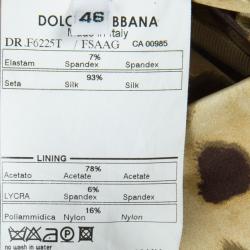 DOLC 46 BBANA
Made in Italy
DR.F6225T / FSAAG CA 00985
7%
Elastam Spandex Spandex
93%
Seta Silk Silk
LINING
78%
Acetato Acetate Acetate
6%
LYCRA Spandex Spandex
16%
Poliammidica Nylon Nylon
no wash in water